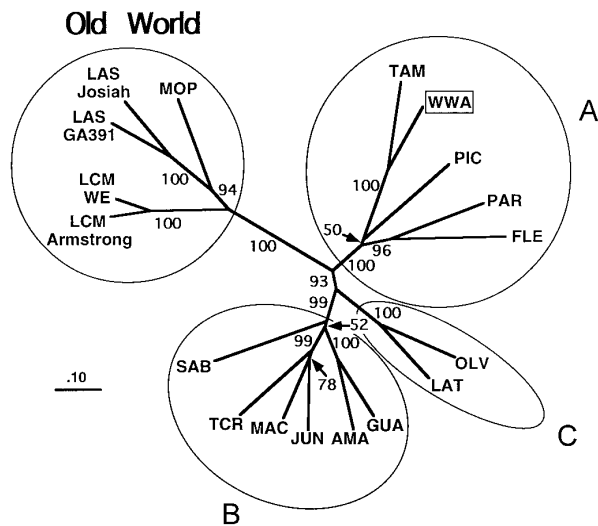 Old World
LAS
Josiah
MOP
LAS
GA391
LCM
WE
LCM
Armstrong
100
94
100
100
TAM
WWA
A
PIC
PAR
FLE
100
50
96
100
93
99
100
52
99
100
78
SAB
TCR
MAC
JUN
AMA
GUA
OLV
LAT
C
B
.10